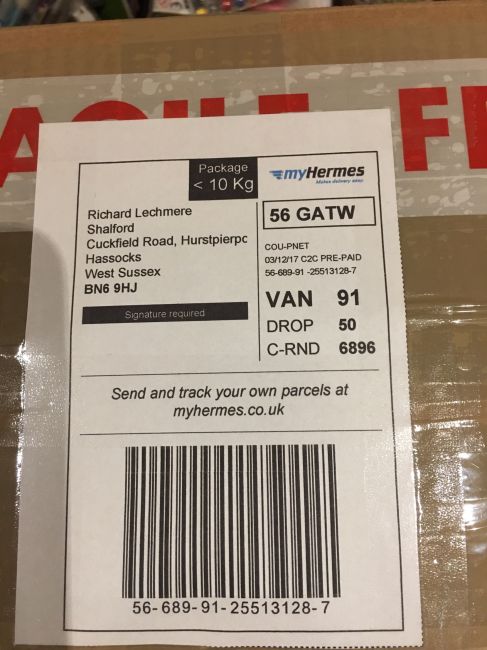 AGILE FR
Package
< 10 Kg
myHermes
Makes delivery easy
Richard Lechmere
Shalford
Cuckfield Road, Hurstpierpc
Hassocks
West Sussex
BN6 9HJ
Signature required
56 GATW
COU-PNET
03/12/17 C2C PRE-PAID
56-689-91 -25513128-7
VAN 91
DROP 50
C-RND 6896
Send and track your own parcels at
myhermes.co.uk
56-689-91-25513128-7